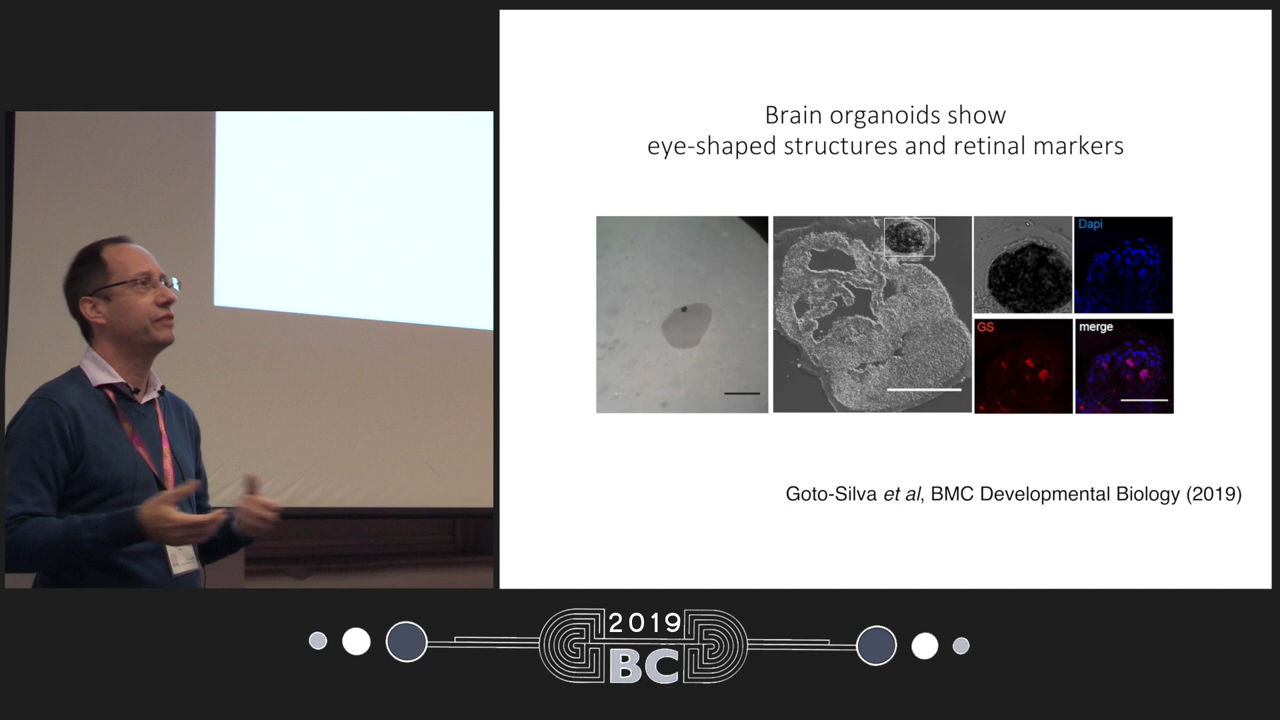 Brain organoids show
eye-shaped structures and retinal markers
Dapi
GS
merge
Goto-Silva et al, BMC Developmental Biology (2019)
2019
BC